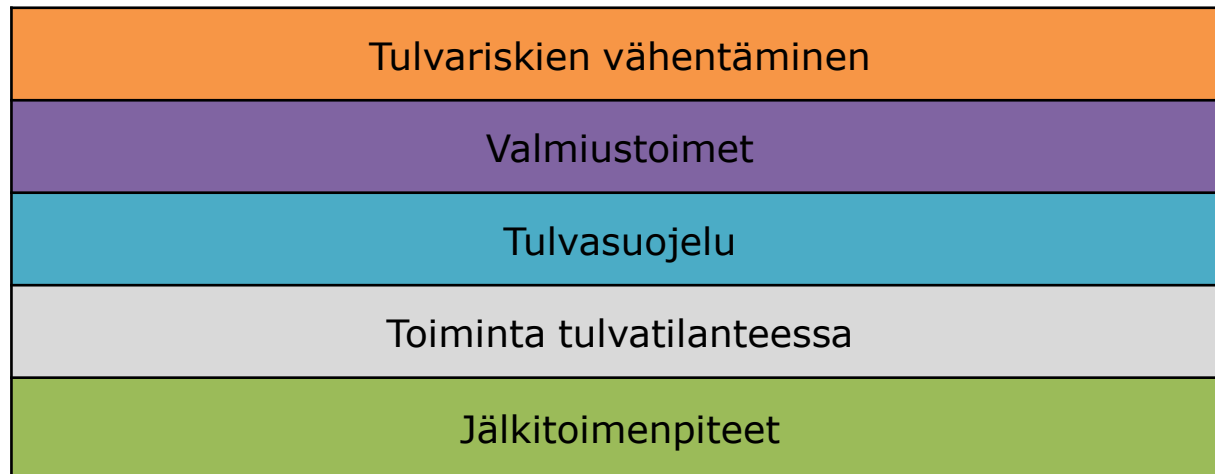 Tulvariskien vähentäminen
Valmiustoimet
Tulvasuojelu
Toiminta tulvatilanteessa
Jälkitoimenpiteet